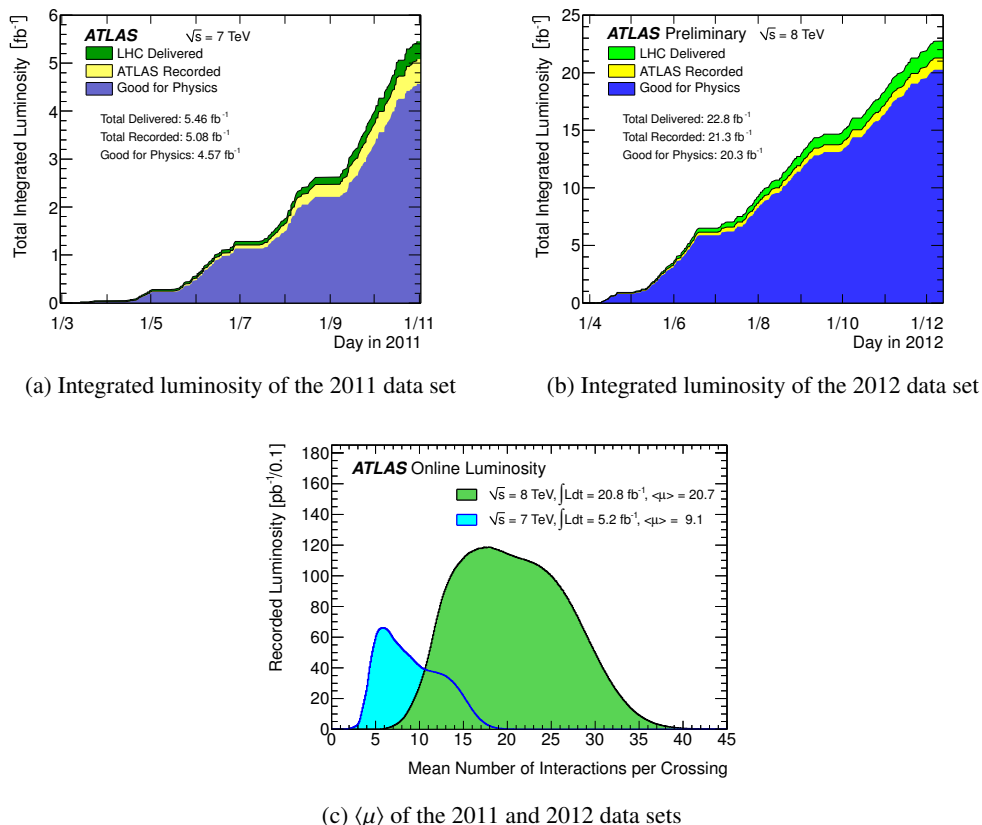 ATLAS √s = 7 TeV
LHC Delivered
ATLAS Recorded
Good for Physics
Total Delivered: 5.46 fb⁻¹
Total Recorded: 5.08 fb⁻¹
Good for Physics: 4.57 fb⁻¹
Total Integrated Luminosity [fb⁻¹]
6
5
4
3
2
1
0
1/3 1/5 1/7 1/9 1/11
Day in 2011
(a) Integrated luminosity of the 2011 data set
ATLAS Preliminary √s = 8 TeV
LHC Delivered
ATLAS Recorded
Good for Physics
Total Delivered: 22.8 fb⁻¹
Total Recorded: 21.3 fb⁻¹
Good for Physics: 20.3 fb⁻¹
Total Integrated Luminosity [fb⁻¹]
25
20
15
10
5
0
1/4 1/6 1/8 1/10 1/12
Day in 2012
(b) Integrated luminosity of the 2012 data set
ATLAS Online Luminosity
√s = 8 TeV, ∫Ldt = 20.8 fb⁻¹, <μ> = 20.7
√s = 7 TeV, ∫Ldt = 5.2 fb⁻¹, <μ> = 9.1
Recorded Luminosity [pb⁻¹/0.1]
180
160
140
120
100
80
60
40
20
0
0 5 10 15 20 25 30 35 40 45
Mean Number of Interactions per Crossing
(c) ⟨μ⟩ of the 2011 and 2012 data sets